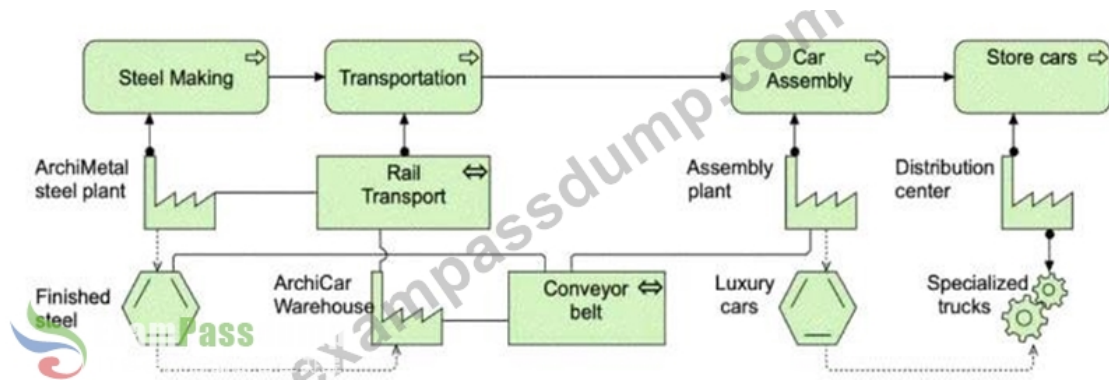 Steel Making
Transportation
Car
Assembly
Store cars
ArchiMetal
steel plant
Rail
Transport
Assembly
plant
Distribution
center
Finished
steel
ArchiCar
Warehouse
Conveyor
belt
Luxury
cars
Specialized
trucks
ExamPass
exampassdump.com